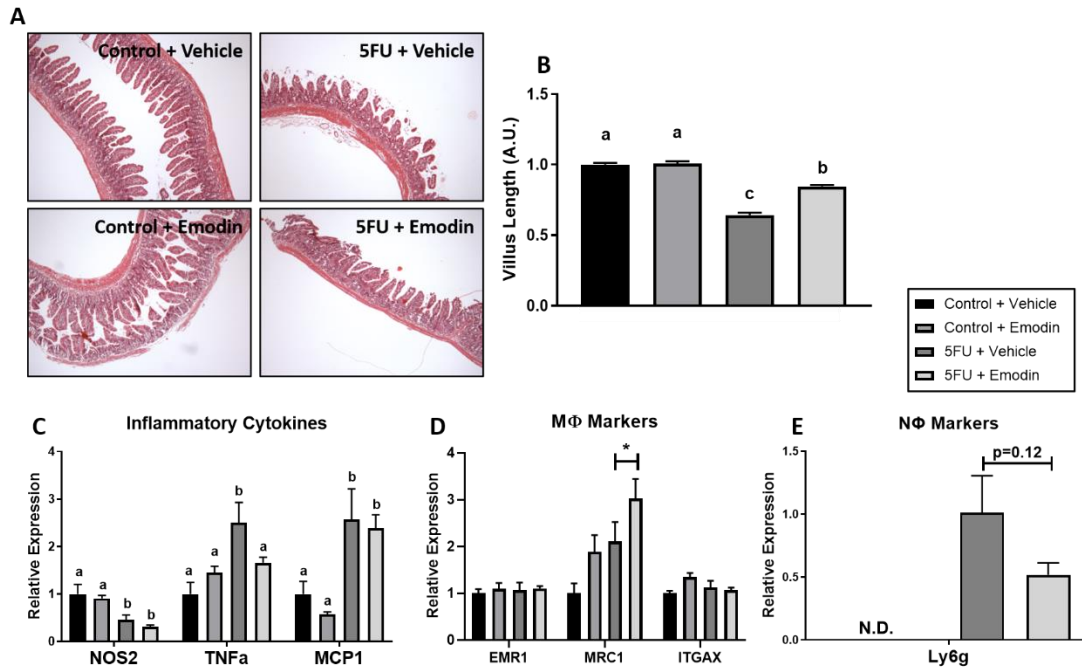 A
Control + Vehicle
5FU + Vehicle
Control + Emodin
5FU + Emodin
B
Villus Length (A.U.)
1.5
1.0
0.5
0.0
a
a
c
b
Control + Vehicle
Control + Emodin
5FU + Vehicle
5FU + Emodin
C
Inflammatory Cytokines
Relative Expression
4
3
2
1
0
a
a
b
b
a
a
b
a
a
a
b
b
NOS2
TNFa
MCP1
D
MΦ Markers
Relative Expression
4
3
2
1
0
*
EMR1
MRC1
ITGAX
E
NΦ Markers
Relative Expression
1.5
1.0
0.5
0.0
p=0.12
N.D.
Ly6g